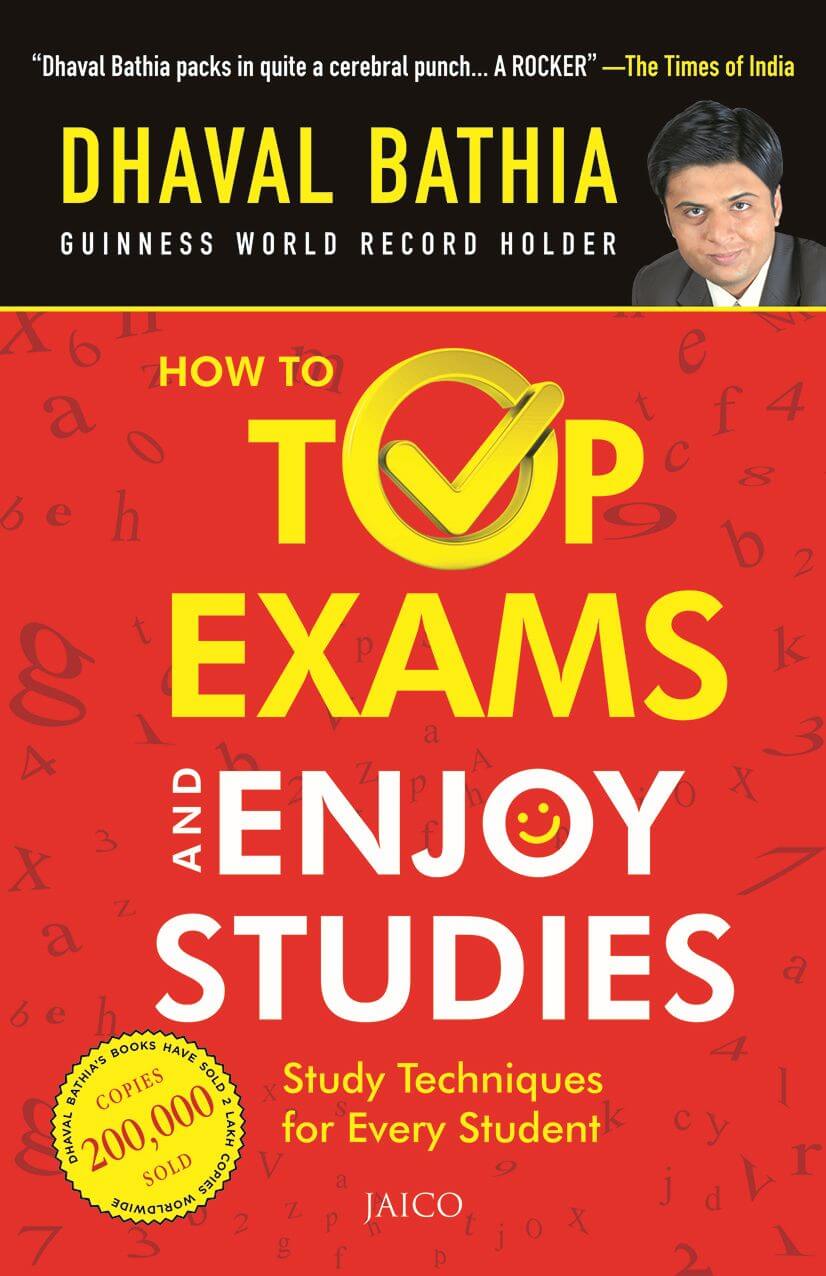 “Dhaval Bathia packs in quite a cerebral punch... A ROCKER” —The Times of India
DHAVAL BATHIA
GUINNESS WORLD RECORD HOLDER
HOW TO
TOP
EXAMS
AND ENJOY
STUDIES
Study Techniques
for Every Student
DHAVAL BATHIA'S BOOKS HAVE SOLD 2 LAKH COPIES WORLDWIDE
COPIES
200,000
SOLD
JAICO